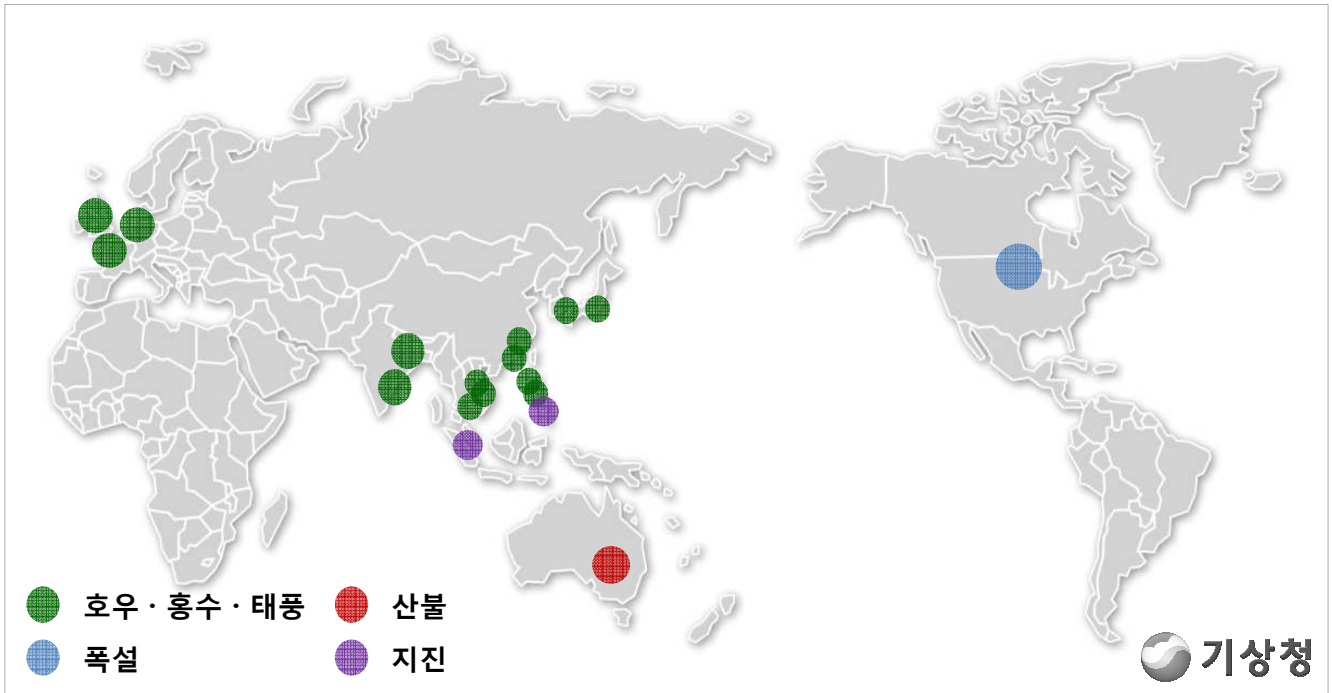 호우 · 홍수 · 태풍
산불
폭설
지진
기상청